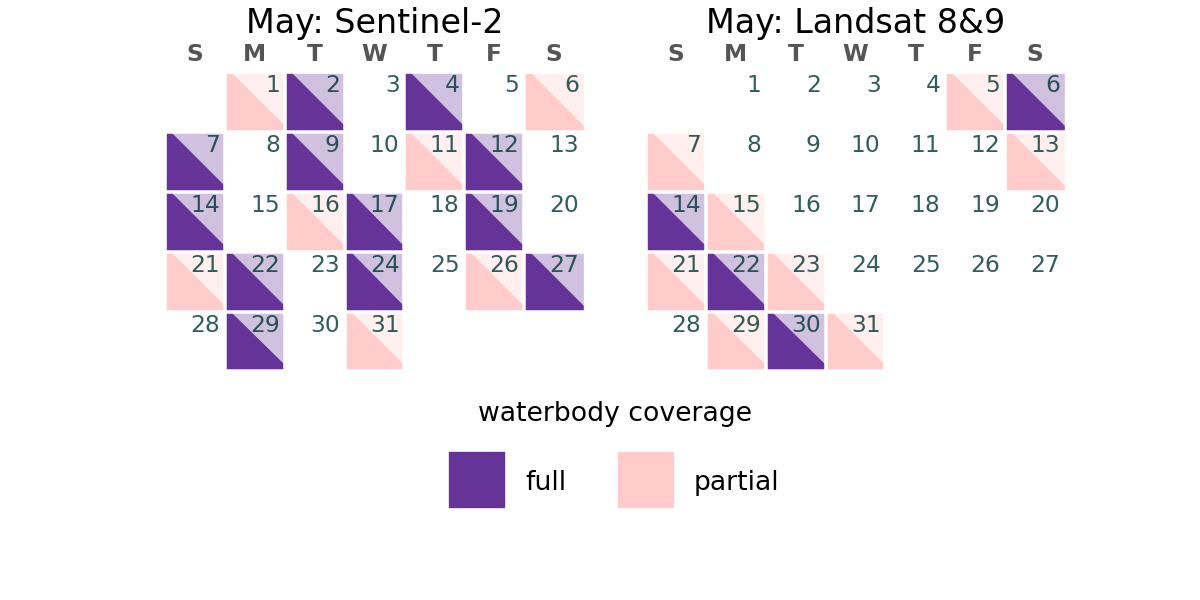 May: Sentinel-2
S M T W T F S
1 2 3 4 5 6
7 8 9 10 11 12 13
14 15 16 17 18 19 20
21 22 23 24 25 26 27
28 29 30 31
May: Landsat 8&9
S M T W T F S
1 2 3 4 5 6
7 8 9 10 11 12 13
14 15 16 17 18 19 20
21 22 23 24 25 26 27
28 29 30 31
waterbody coverage
full partial